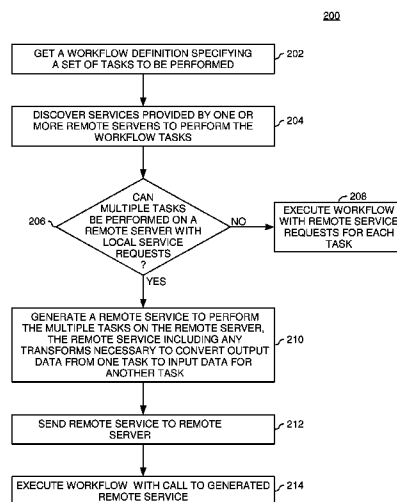 200
GET A WORKFLOW DEFINITION SPECIFYING
A SET OF TASKS TO BE PERFORMED
202
DISCOVER SERVICES PROVIDED BY ONE OR
MORE REMOTE SERVERS TO PERFORM THE
WORKFLOW TASKS
204
CAN
MULTIPLE TASKS
BE PERFORMED ON A
REMOTE SERVER WITH
LOCAL SERVICE
REQUESTS
?
206
NO
208
EXECUTE WORKFLOW
WITH REMOTE SERVICE
REQUESTS FOR EACH
TASK
YES
GENERATE A REMOTE SERVICE TO PERFORM
THE MULTIPLE TASKS ON THE REMOTE SERVER,
THE REMOTE SERVICE INCLUDING ANY
TRANSFORMS NECESSARY TO CONVERT OUTPUT
DATA FROM ONE TASK TO INPUT DATA FOR
ANOTHER TASK
210
SEND REMOTE SERVICE TO REMOTE
SERVER
212
EXECUTE WORKFLOW WITH CALL TO GENERATED
REMOTE SERVICE
214